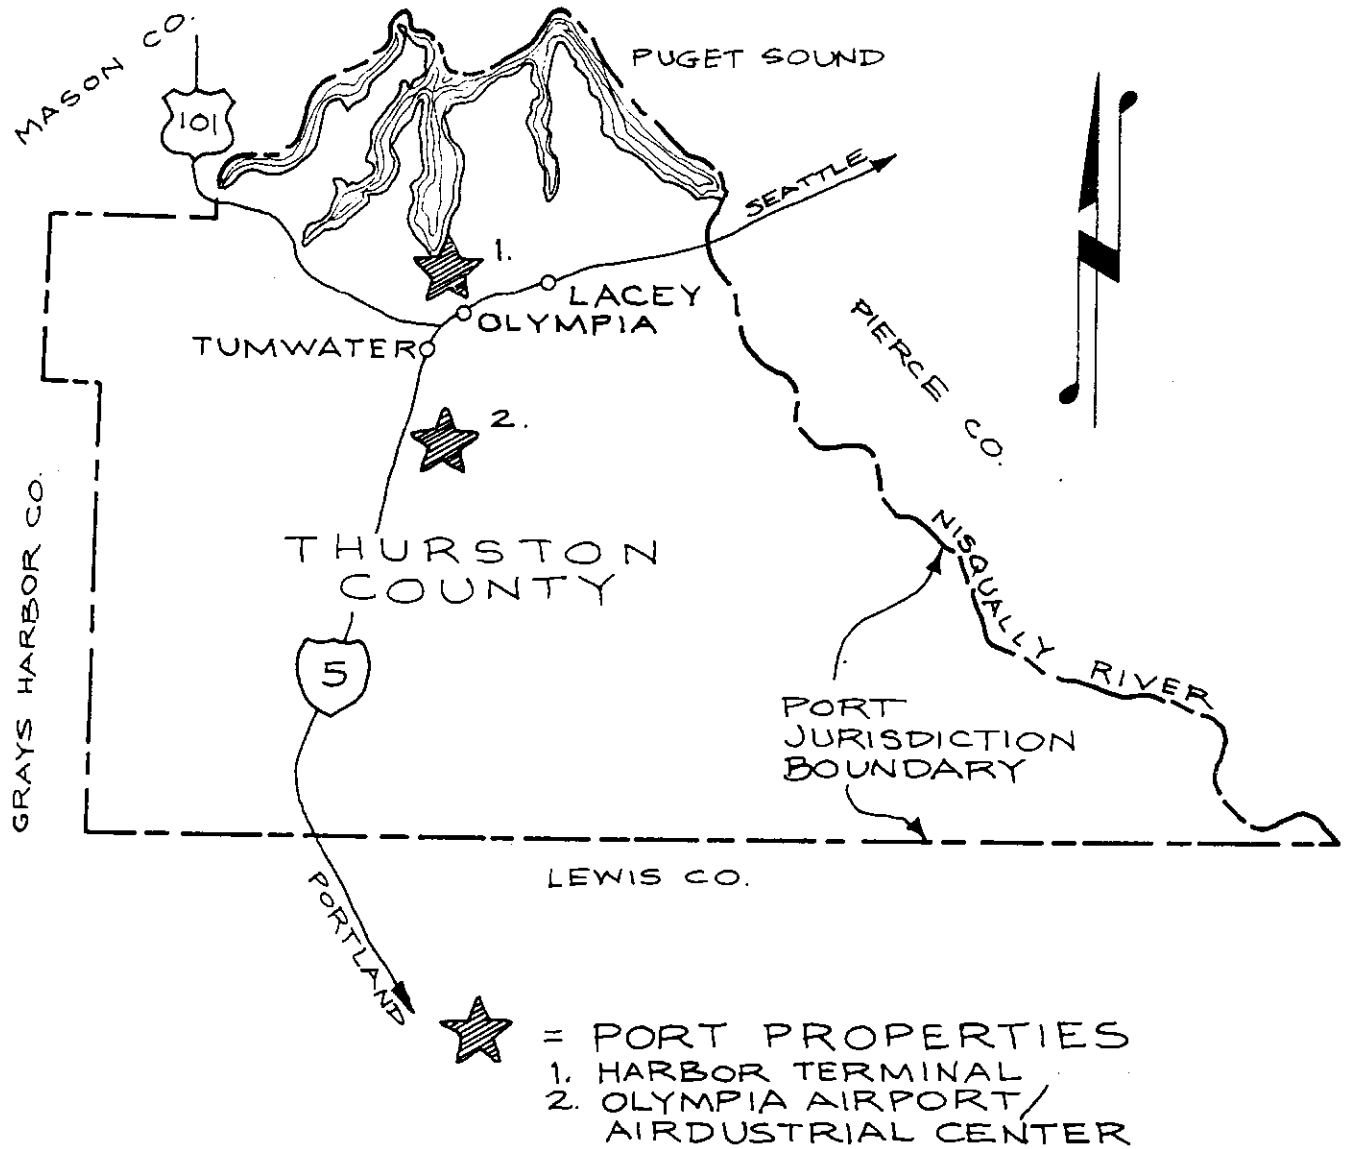 MASON CO.
101
PUGET SOUND
SEATTLE
1.
LACEY
OLYMPIA
TUMWATER
2.
PIERCE CO.
THURSTON
COUNTY
GRAYS HARBOR CO.
NISQUALLY RIVER
5
PORT
JURISDICTION
BOUNDARY
LEWIS CO.
PORTLAND
= PORT PROPERTIES
1. HARBOR TERMINAL
2. OLYMPIA AIRPORT/
AIRDUSTRIAL CENTER